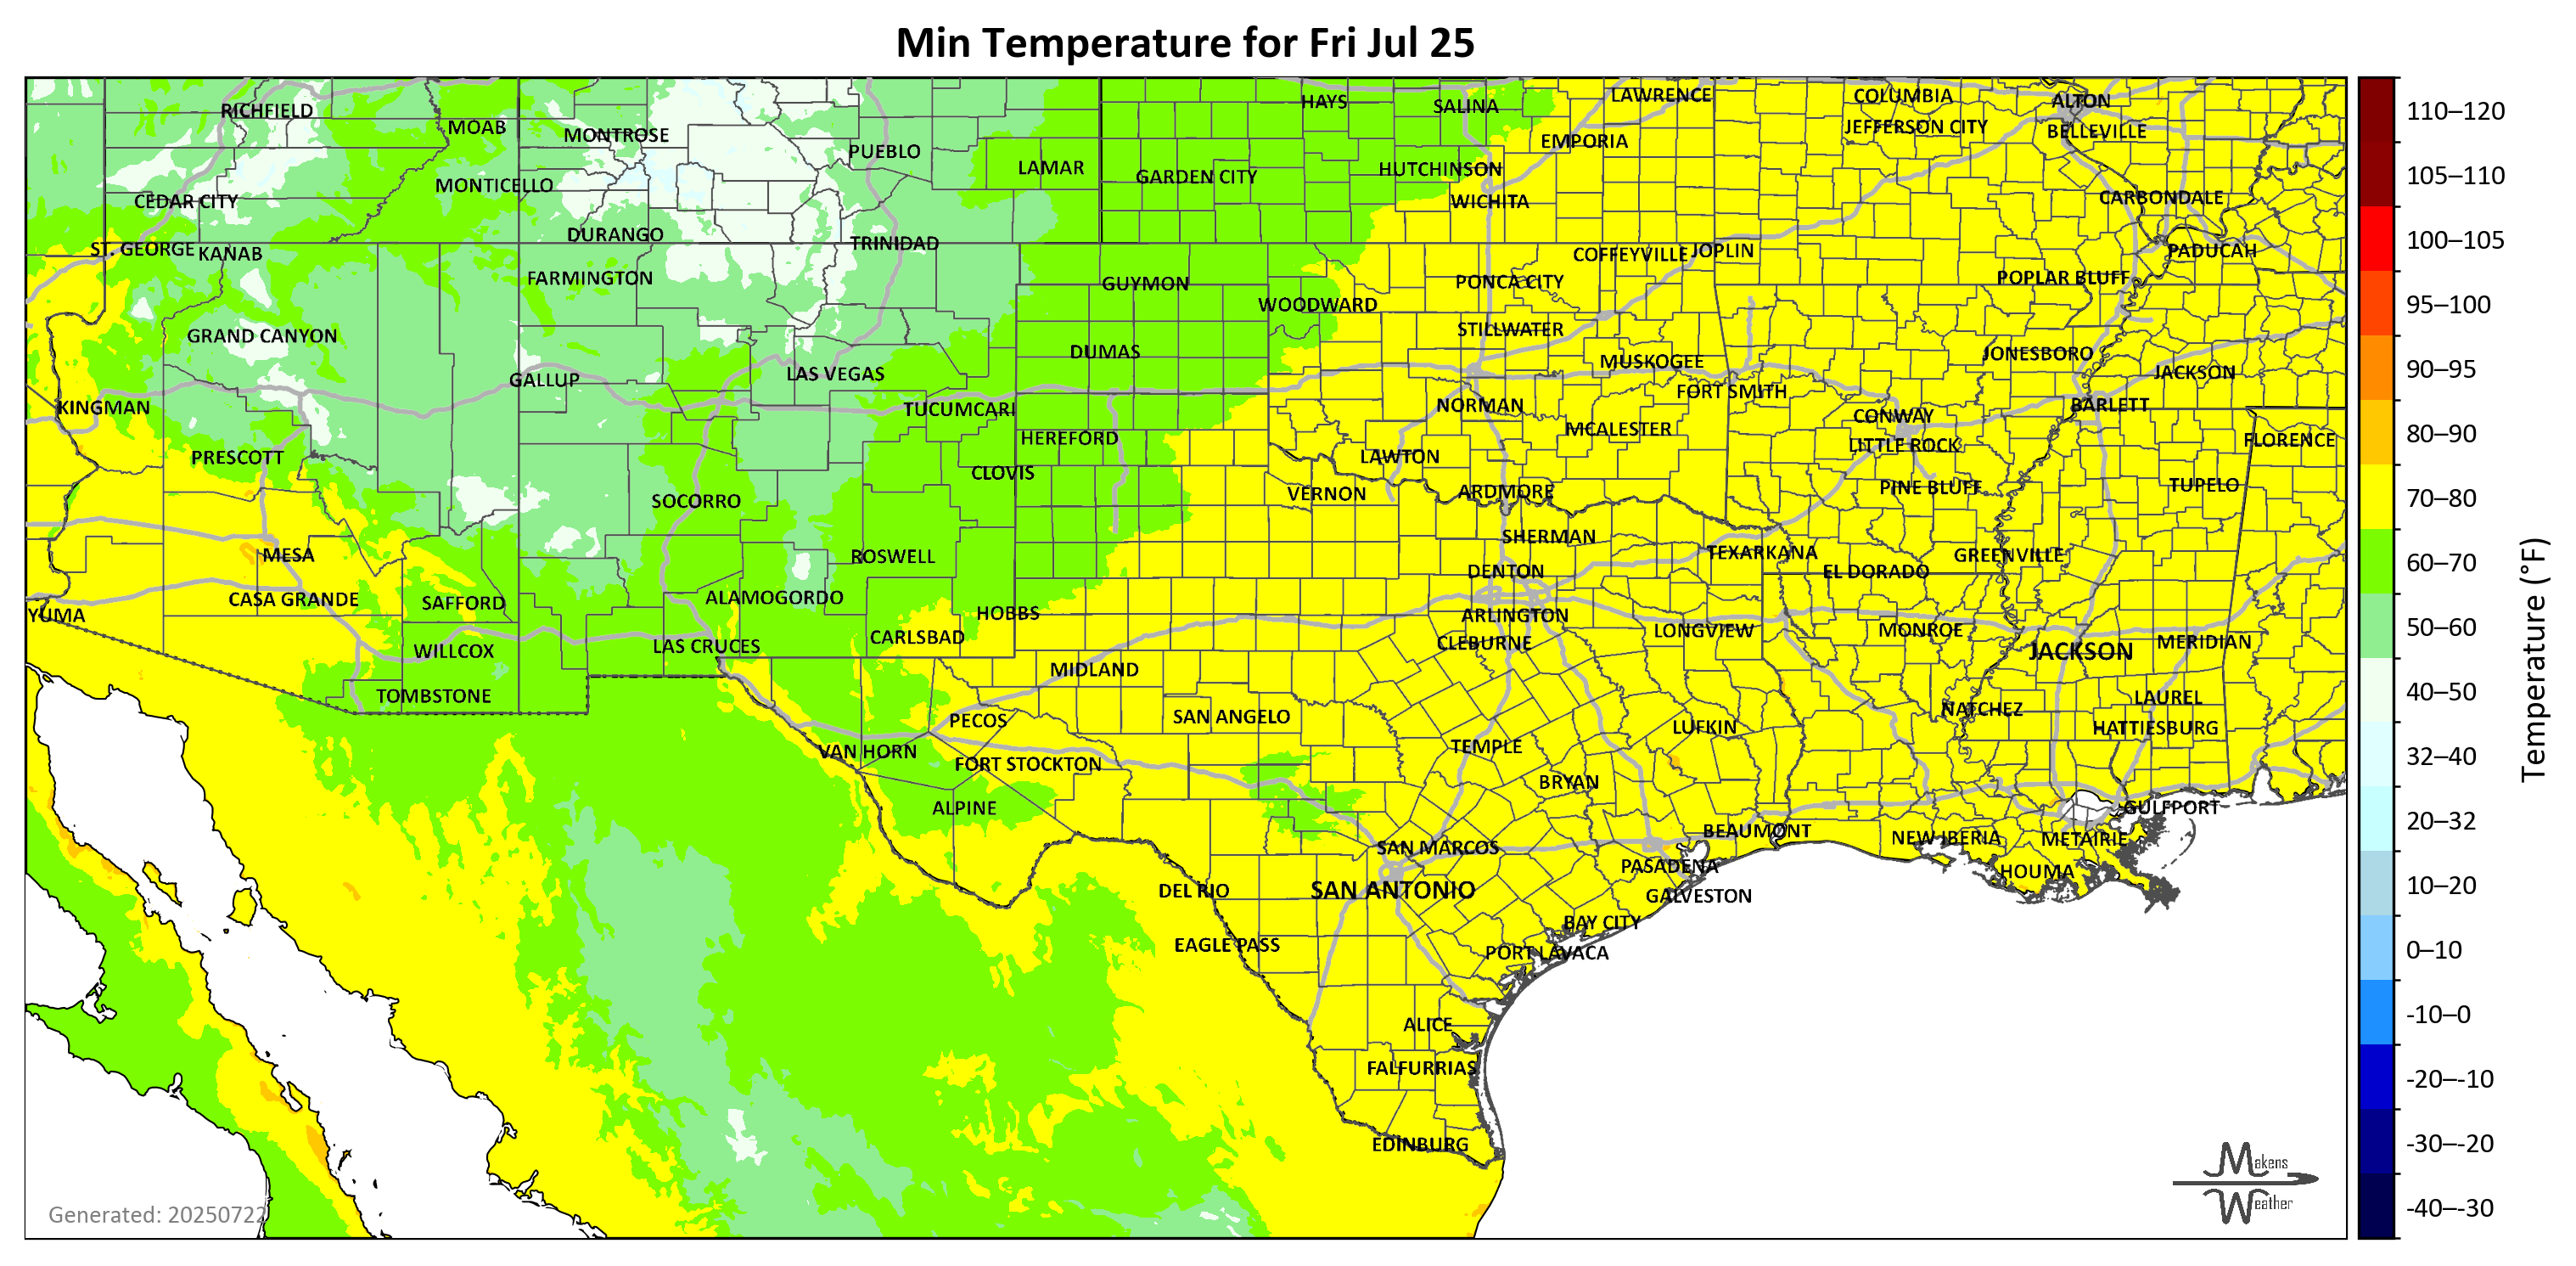 Min Temperature for Fri Jul 25
RICHFIELD
MOAB
MONTROSE
PUEBLO
LAMAR
HAYS
SALINA
LAWRENCE
COLUMBIA
ALTON
EMPORIA
JEFFERSON CITY
BELLEVILLE
MONTICELLO
GARDEN CITY
HUTCHINSON
CEDAR CITY
WICHITA
CARBONDALE
ST. GEORGE
KANAB
DURANGO
TRINIDAD
COFFEYVILLE
JOPLIN
PADUCAH
FARMINGTON
GUYMON
PONCA CITY
POPLAR BLUFF
WOODWARD
GRAND CANYON
STILLWATER
DUMAS
MUSKOGEE
JONESBORO
GALLUP
LAS VEGAS
FORT SMITH
JACKSON
KINGMAN
TUCUMCARI
NORMAN
CONWAY
BARLETT
HEREFORD
MCALESTER
LITTLE ROCK
FLORENCE
PRESCOTT
CLOVIS
LAWTON
SOCORRO
VERNON
ARDMORE
PINE BLUFF
TUPELO
MESA
ROSWELL
SHERMAN
TEXARKANA
GREENVILLE
CASA GRANDE
SAFFORD
ALAMOGORDO
DENTON
EL DORADO
YUMA
HOBBS
ARLINGTON
WILLCOX
LAS CRUCES
CARLSBAD
CLEBURNE
LONGVIEW
MONROE
JACKSON
MERIDIAN
TOMBSTONE
MIDLAND
LAUREL
PECOS
SAN ANGELO
LUFKIN
NATCHEZ
HATTIESBURG
VAN HORN
FORT STOCKTON
TEMPLE
BRYAN
ALPINE
GULFPORT
SAN MARCOS
BEAUMONT
NEW IBERIA
METAIRIE
DEL RIO
SAN ANTONIO
PASADENA
HOUMA
GALVESTON
EAGLE PASS
BAY CITY
PORT LAVACA
ALICE
FALFURRIAS
EDINBURG
Generated: 20250722
Makens
Weather
110–120
105–110
100–105
95–100
90–95
80–90
70–80
60–70
50–60
40–50
32–40
20–32
10–20
0–10
-10–0
-20–-10
-30–-20
-40–-30
Temperature (°F)